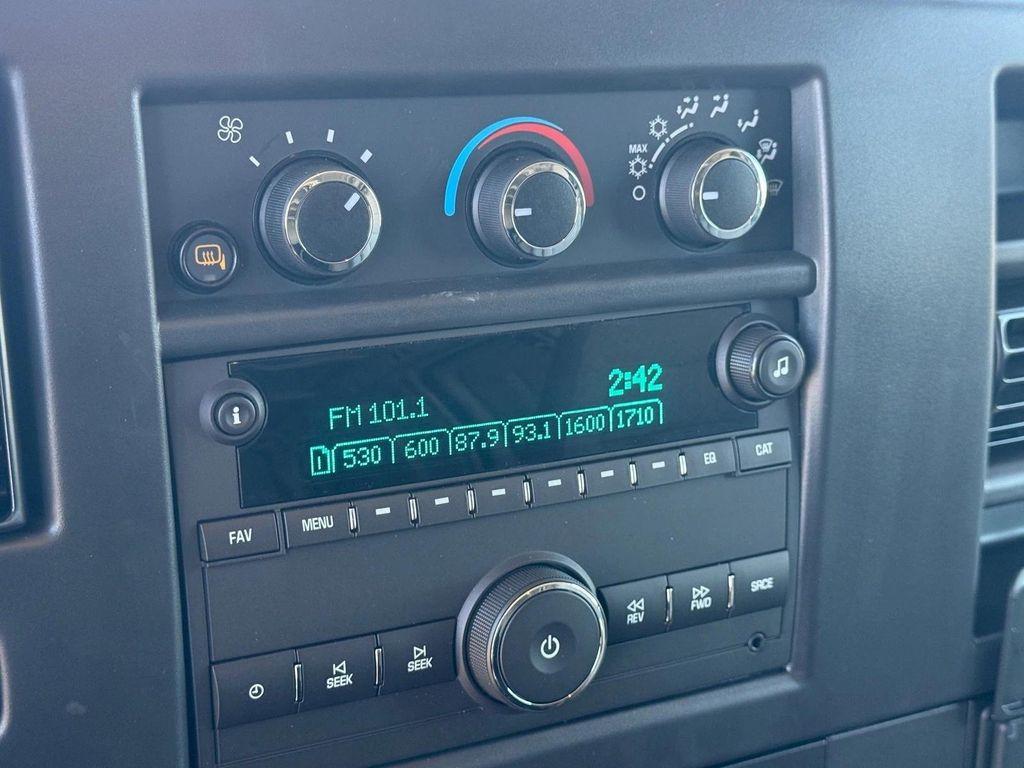 MAX
i
2:42
FM 101.1
1 530 600 87.9 93.1 1600 1710
FAV MENU EQ CAT
REV FWD SRCE
SEEK SEEK